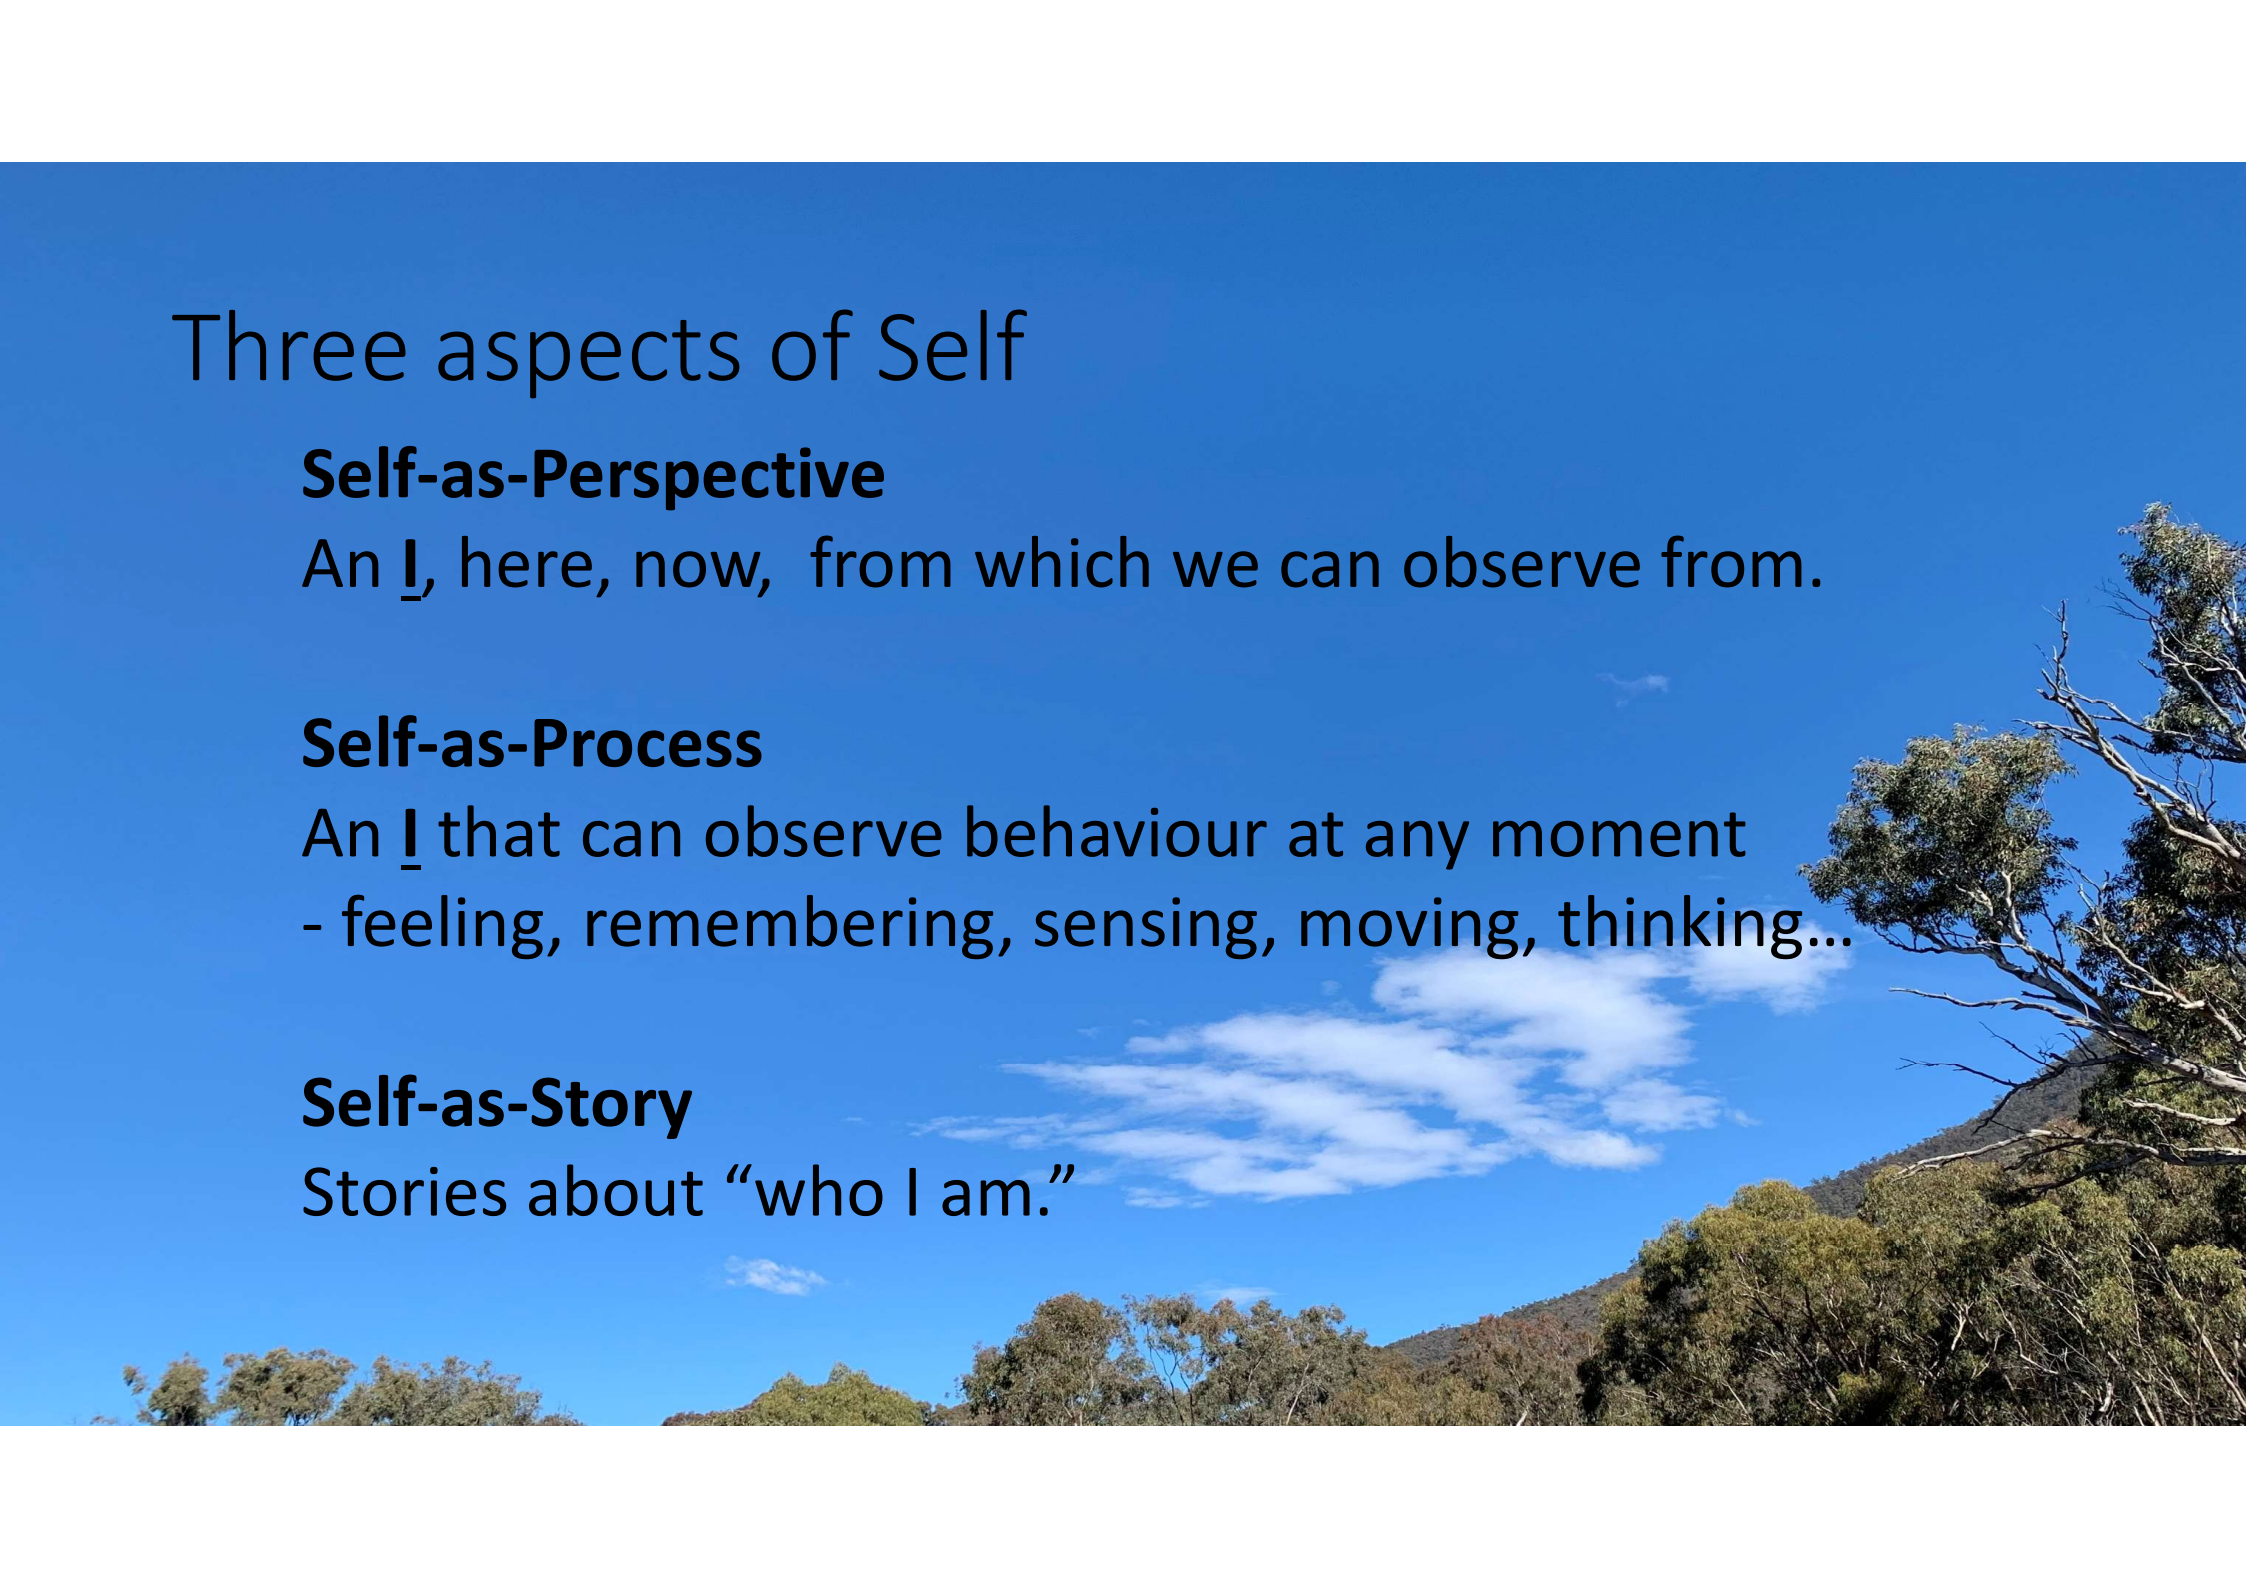 Three aspects of Self
Self-as-Perspective
An I, here, now,  from which we can observe from.
Self-as-Process
An I that can observe behaviour at any moment
- feeling, remembering, sensing, moving, thinking…
Self-as-Story
Stories about “who I am.”